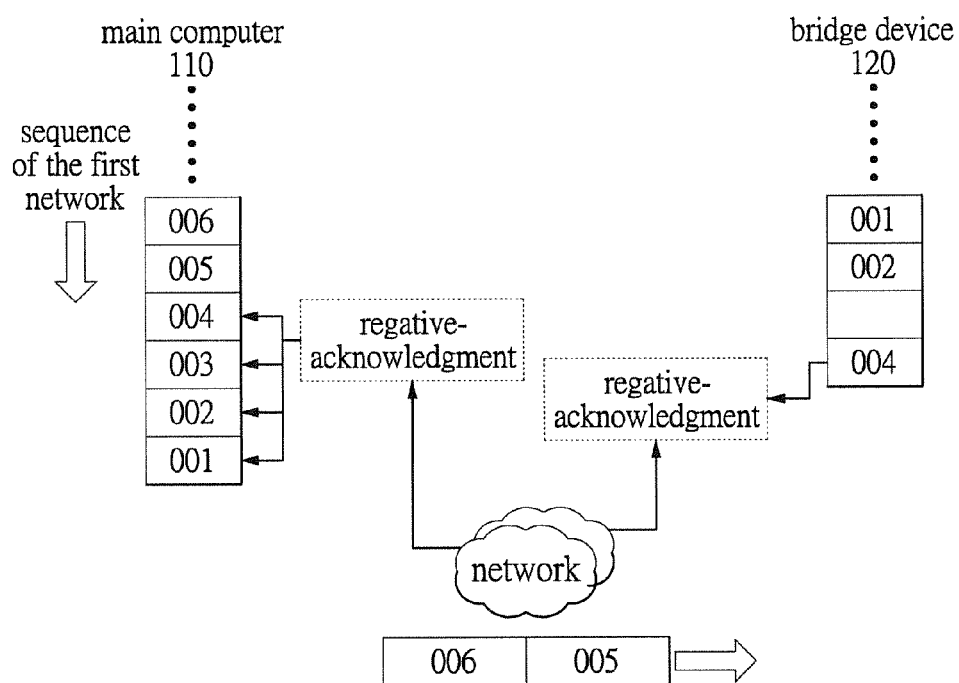 main computer
110
bridge device
120
sequence
of the first
network
006
005
004
003
002
001
001
002
004
regative-
acknowledgment
regative-
acknowledgment
network
006 005